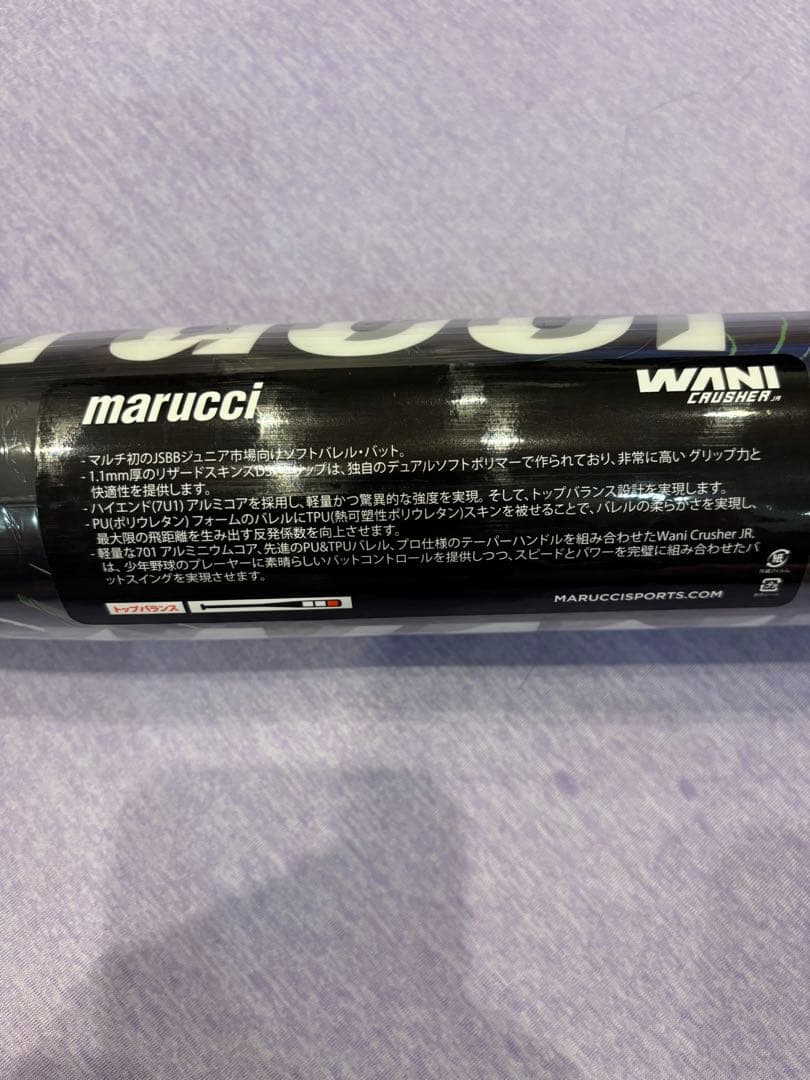 marucci
WANI
CRUSHER JR
- マルチ初のJSBBジュニア市場向けソフトバレル・バット。
- 1.1mm厚のリザードスキンズ グリップは、独自のデュアルソフトポリマーで作られており、非常に高い グリップ力と
快適性を提供します。
- ハイエンド(7U1) アルミコアを採用し、軽量かつ驚異的な強度を実現。そして、トップバランス設計を実現します。
- PU(ポリウレタン) フォームのバレルにTPU(熱可塑性ポリウレタン)スキンを被せることで、バレルの柔らかさを実現し、
最大限の飛距離を生み出す反発係数を向上させます。
- 軽量な701 アルミニウムコア、先進のPU&TPUバレル、プロ仕様のテーパーハンドルを組み合わせたWani Crusher JR.
は、少年野球のプレーヤーに素晴らしいバットコントロールを提供しつつ、スピードとパワーを完璧に組み合わせたバ
ットスイングを実現させます。
トップバランス
MARUCCISPORTS.COM
紙
外紙フィルム